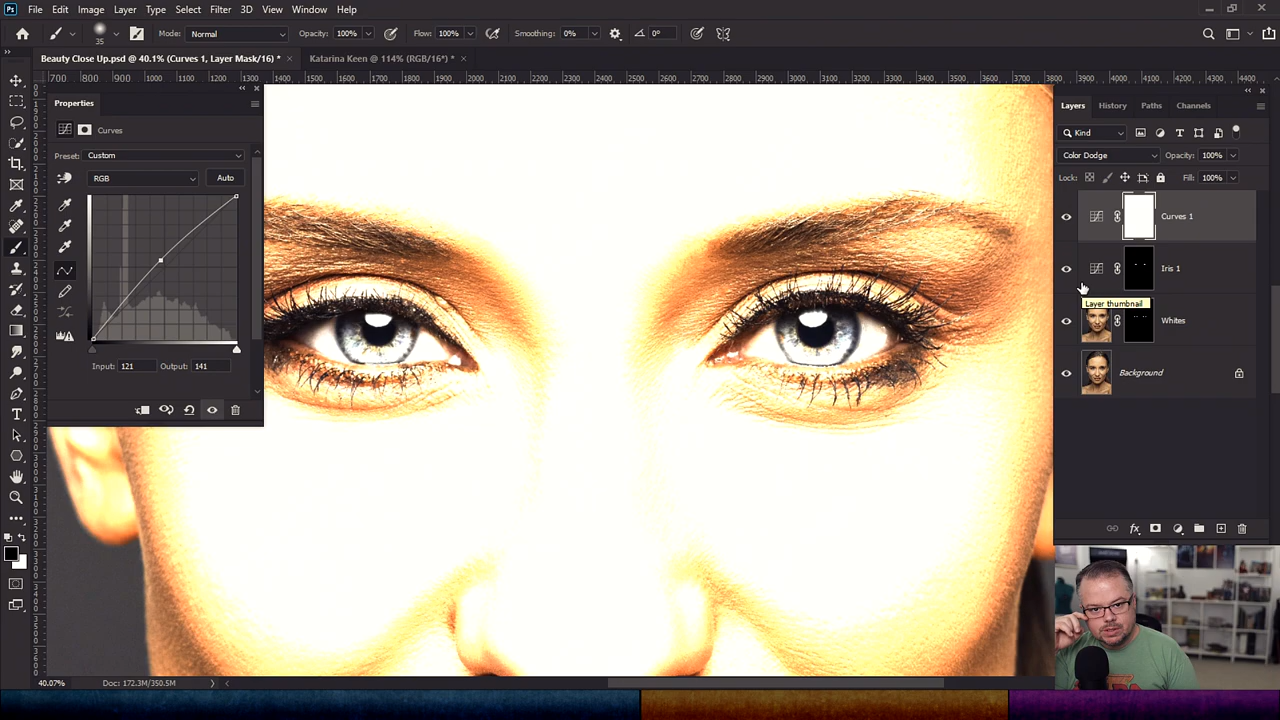 Ps File Edit Image Layer Type Select Filter 3D View Window Help
35 Mode: Normal Opacity: 100% Flow: 100% Smoothing: 0% 0°
Beauty Close Up.psd @ 40.1% (Curves 1, Layer Mask/16) * × Katarina Keen @ 114% (RGB/16*) * ×
700 800 900 1000 1100 1200 1300 1400 1500 1600 1700 1800 1900 2000 2100 2200 2300 2400 2500 2600 2700 2800 2900 3000 3100 3200 3300 3400 3500 3600 3700 3800 3900 4000 4100 4200 4300 4400
Properties
Curves
Preset: Custom
RGB Auto
Input: 121 Output: 141
Layers History Paths Channels
Kind
Color Dodge Opacity: 100%
Lock: Fill: 100%
Curves 1
Iris 1
Layer thumbnail
Whites
Background
fx
40.07% Doc: 172.3M/350.5M